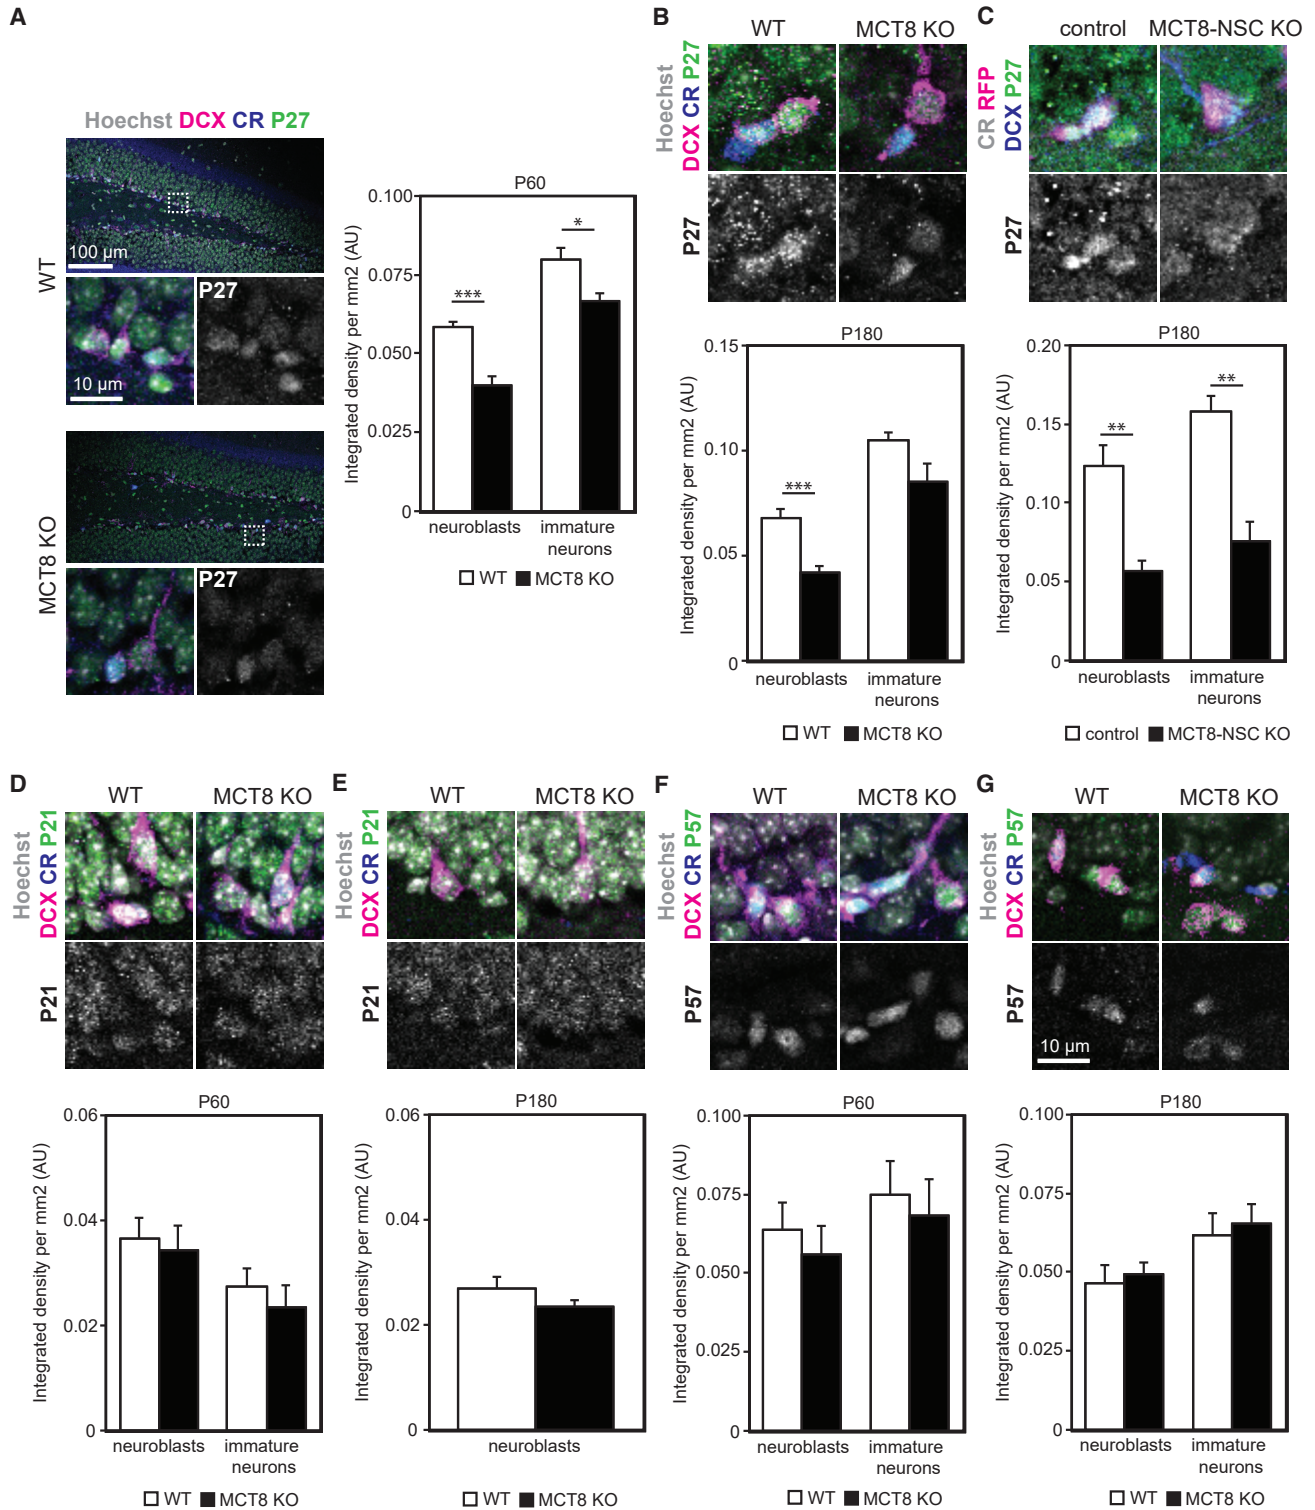 A
Hoechst DCX CR P27
WT
100 µm
P27
10 µm
MCT8 KO
P27
P60
Integrated density per mm2 (AU)
0.100
0.075
0.050
0.025
0
***
*
neuroblasts
immature
neurons
WT MCT8 KO
B
WT MCT8 KO
Hoechst
DCX CR P27
P27
P180
Integrated density per mm2 (AU)
0.15
0.10
0.05
0
***
neuroblasts
immature
neurons
WT MCT8 KO
C
control MCT8-NSC KO
CR RFP
DCX P27
P27
P180
Integrated density per mm2 (AU)
0.20
0.15
0.10
0.05
0
**
**
neuroblasts
immature
neurons
control MCT8-NSC KO
D
WT MCT8 KO
Hoechst
DCX CR P21
P21
P60
Integrated density per mm2 (AU)
0.06
0.04
0.02
0
neuroblasts
immature
neurons
WT MCT8 KO
E
WT MCT8 KO
Hoechst
DCX CR P21
P21
P180
Integrated density per mm2 (AU)
0.06
0.04
0.02
0
neuroblasts
WT MCT8 KO
F
WT MCT8 KO
Hoechst
DCX CR P57
P57
P60
Integrated density per mm2 (AU)
0.100
0.075
0.050
0.025
0
neuroblasts
immature
neurons
WT MCT8 KO
G
WT MCT8 KO
Hoechst
DCX CR P57
P57
10 µm
P180
Integrated density per mm2 (AU)
0.100
0.075
0.050
0.025
0
neuroblasts
immature
neurons
WT MCT8 KO